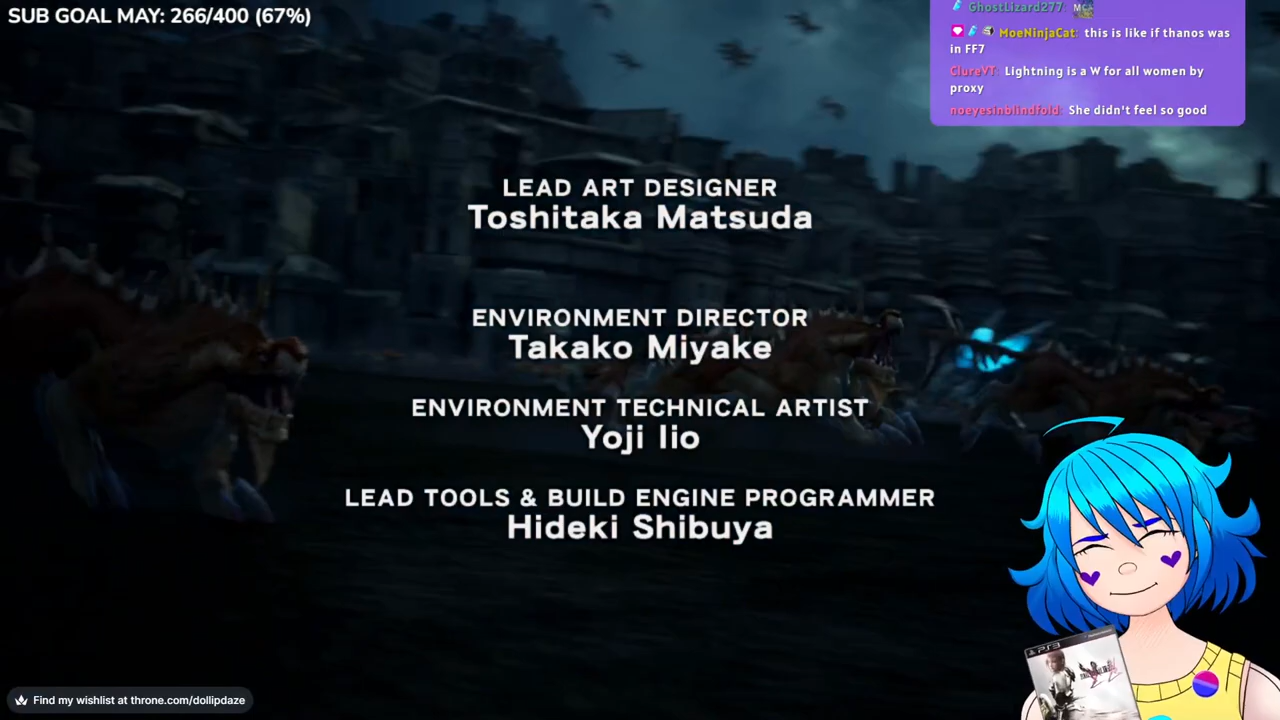 SUB GOAL MAY: 266/400 (67%)
GhostLizard277:
MoeNinjaCat: this is like if thanos was
in FF7
ClureVT: Lightning is a W for all women by
proxy
noeyesinblindfold: She didn't feel so good
LEAD ART DESIGNER
Toshitaka Matsuda
ENVIRONMENT DIRECTOR
Takako Miyake
ENVIRONMENT TECHNICAL ARTIST
Yoji Iio
LEAD TOOLS & BUILD ENGINE PROGRAMMER
Hideki Shibuya
PS3
Find my wishlist at throne.com/dollipdaze